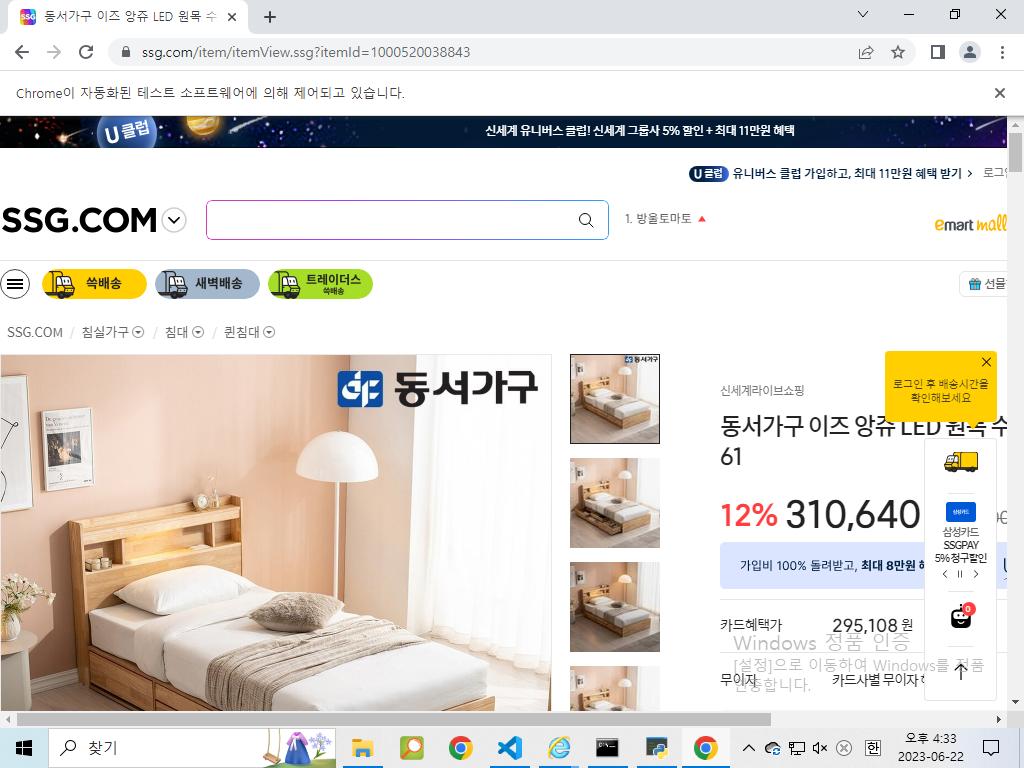 동서가구 이즈 앙쥬 LED 원목 수
ssg.com/item/itemView.ssg?itemId=1000520038843
Chrome이 자동화된 테스트 소프트웨어에 의해 제어되고 있습니다.
U 클럽
신세계 유니버스 클럽! 신세계 그룹사 5% 할인 + 최대 11만원 혜택
U 클럽 유니버스 클럽 가입하고, 최대 11만원 혜택 받기 > 로그인
SSG.COM
1. 방울토마토
emart mall
쓱배송
새벽배송
트레이더스
쓱배송
선물
SSG.COM / 침실가구 / 침대 / 퀸침대
동서가구
동서가구
로그인 후 배송시간을
확인해보세요
신세계라이브쇼핑
동서가구 이즈 앙쥬 LED 원목 수
61
12% 310,640
삼성카드
삼성카드
SSGPAY
5% 청구할인
가입비 100% 돌려받고, 최대 8만원
카드혜택가 295,108 원
0
무이자 카드사별 무이자
Windows 정품 인증
[설정]으로 이동하여 Windows를 정품
인증합니다.
찾기
오후 4:33
2023-06-22
한